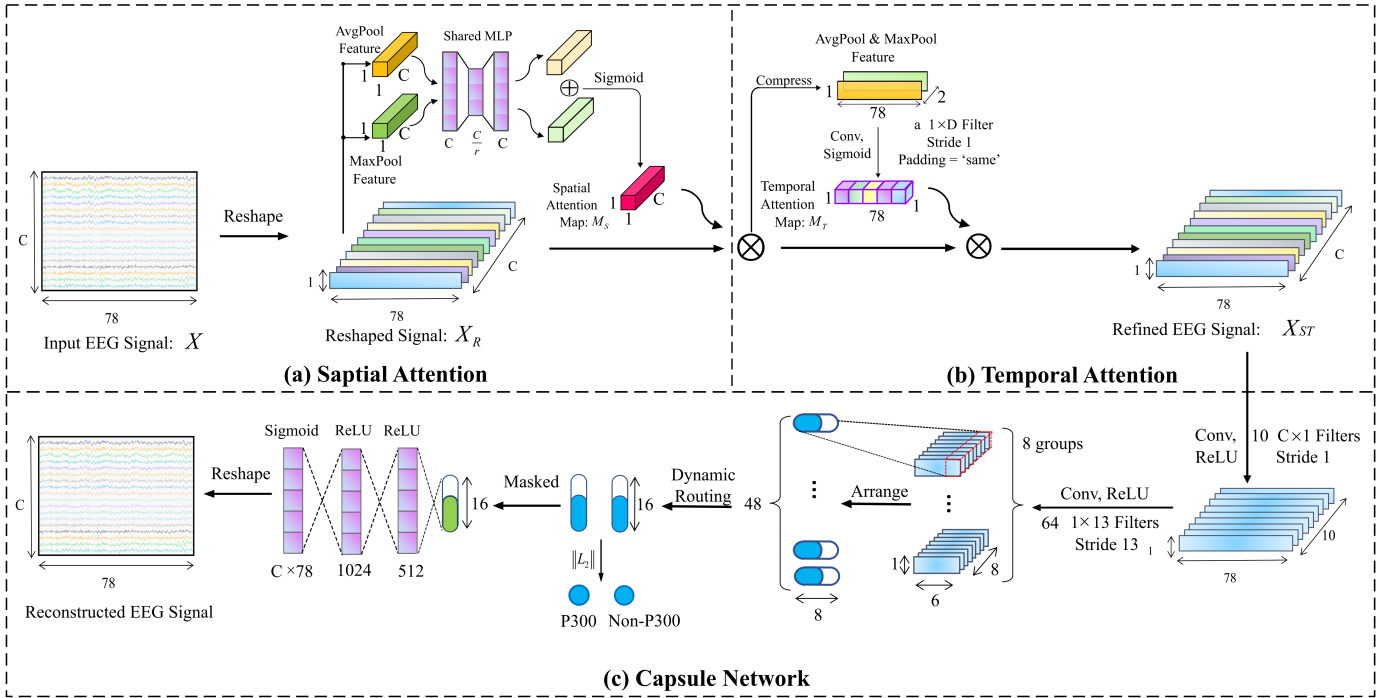 AvgPool
Feature
1
1
C
Shared MLP
C
C/r
C
1
1
C
MaxPool
Feature
Sigmoid
Spatial
Attention
Map: M_S
1
1
C
C
78
Input EEG Signal: X
Reshape
1
78
C
Reshaped Signal: X_R
(a) Saptial Attention
AvgPool & MaxPool
Feature
Compress
1
78
2
Conv,
Sigmoid
a 1×D Filter
Stride 1
Padding = ‘same’
Temporal
Attention
Map: M_T
1
78
1
1
78
C
Refined EEG Signal: X_ST
(b) Temporal Attention
Conv,
ReLU
10 C×1 Filters
Stride 1
1
78
10
Conv, ReLU
64 1×13 Filters
Stride 13
8 groups
1
6
8
Arrange
48
8
Dynamic
Routing
16
‖L₂‖
P300
Non-P300
Masked
16
Sigmoid
ReLU
ReLU
C ×78
1024
512
Reshape
C
78
Reconstructed EEG Signal
(c) Capsule Network